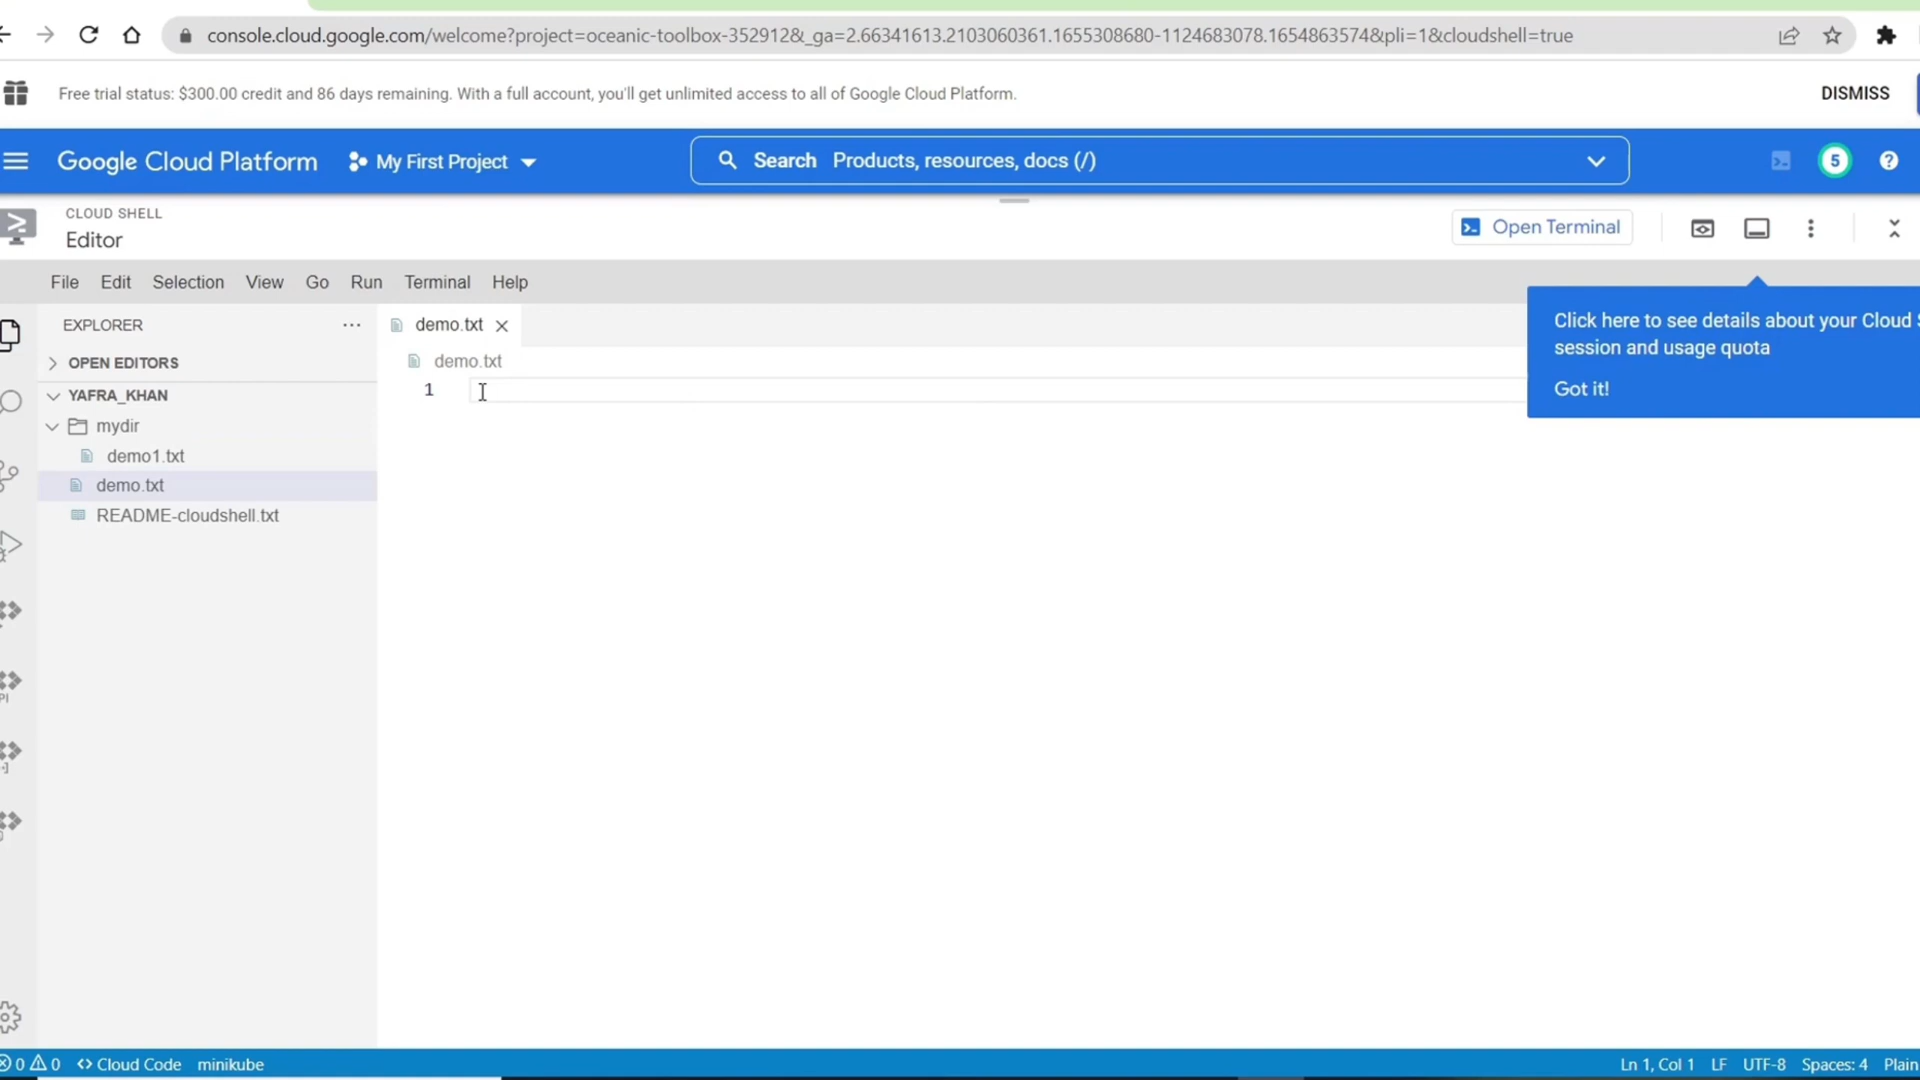 console.cloud.google.com/welcome?project=oceanic-toolbox-352912&_ga=2.66341613.2103060361.1655308680-1124683078.1654863574&pli=1&cloudshell=true
Free trial status: $300.00 credit and 86 days remaining. With a full account, you'll get unlimited access to all of Google Cloud Platform.
DISMISS
Google Cloud Platform
My First Project
Search Products, resources, docs (/)
5
?
CLOUD SHELL
Editor
Open Terminal
File Edit Selection View Go Run Terminal Help
Click here to see details about your Cloud S
session and usage quota
Got it!
EXPLORER
OPEN EDITORS
YAFRA_KHAN
mydir
demo1.txt
demo.txt
README-cloudshell.txt
demo.txt
demo.txt
1
0 0 Cloud Code minikube
Ln 1, Col 1 LF UTF-8 Spaces: 4 Plain